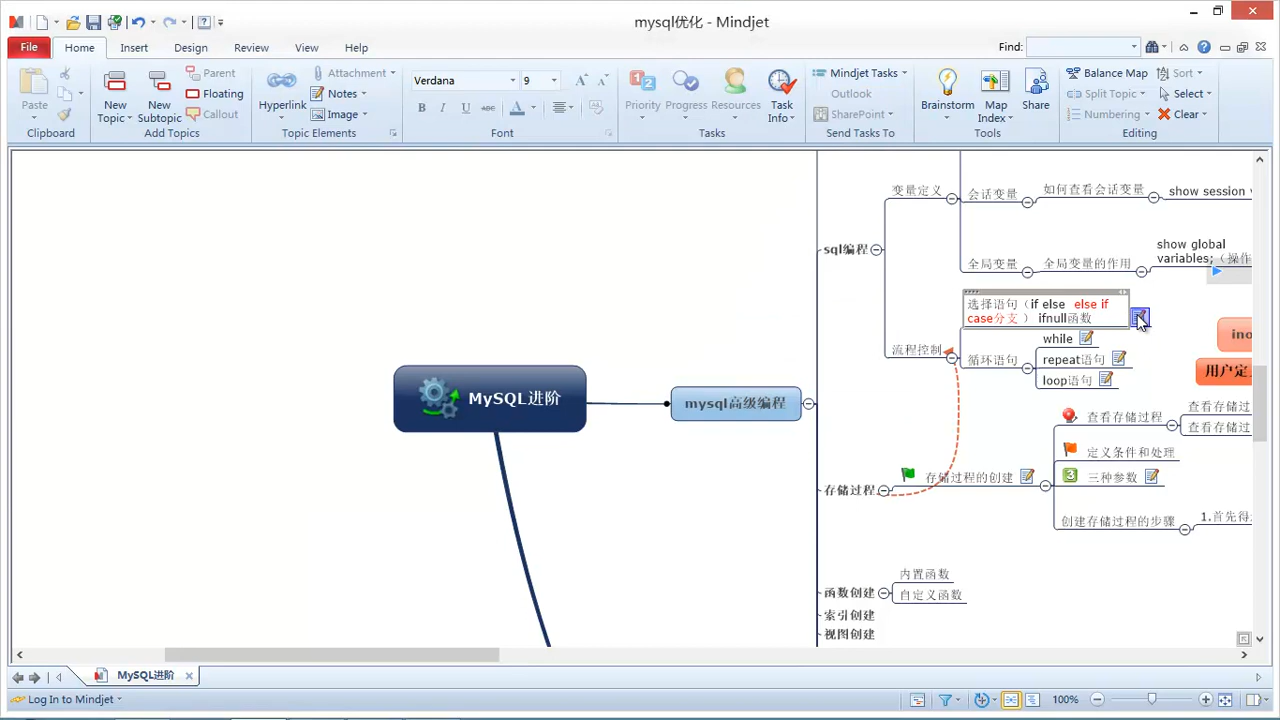 mysql优化 - Mindjet
File Home Insert Design Review View Help Find:
Paste
Clipboard
New Topic
New Subtopic
Parent
Floating
Callout
Add Topics
Hyperlink
Attachment
Notes
Image
Topic Elements
Verdana 9
B I U abc A
Font
Priority Progress Resources
Task Info
Tasks
Mindjet Tasks
Outlook
SharePoint
Send Tasks To
Brainstorm
Map Index
Share
Tools
Balance Map
Split Topic
Numbering
Sort
Select
Clear
Editing
变量定义
会话变量
如何查看会话变量
show session v
sql编程
全局变量
全局变量的作用
show global
variables;（操作
选择语句（if else else if
case分支 ） ifnull函数
流程控制
循环语句
while
repeat语句
loop语句
ino
用户定
MySQL进阶
mysql高级编程
存储过程
存储过程的创建
查看存储过程
查看存储过
查看存储过
定义条件和处理
3 三种参数
创建存储过程的步骤
1.首先得
函数创建
内置函数
自定义函数
索引创建
视图创建
MySQL进阶
Log In to Mindjet
100%